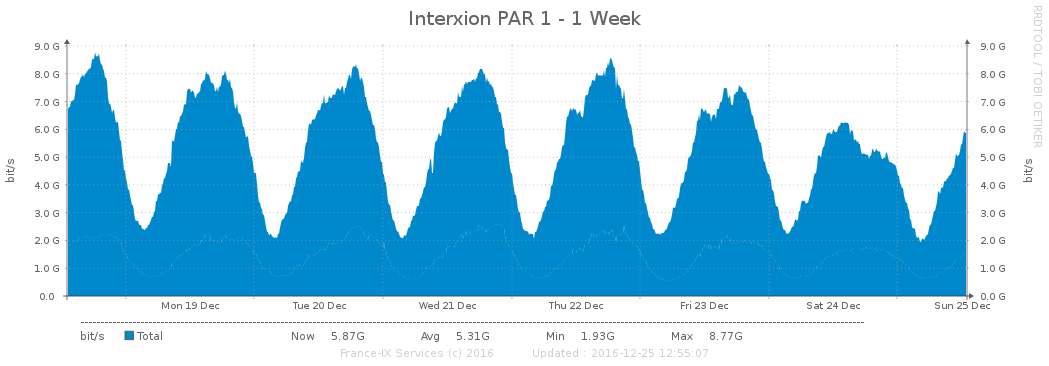 Interxion PAR 1 - 1 Week
RRDTOOL / TOBI OETIKER
9.0 G 9.0 G
8.0 G 8.0 G
7.0 G 7.0 G
6.0 G 6.0 G
5.0 G 5.0 G
4.0 G 4.0 G
3.0 G 3.0 G
2.0 G 2.0 G
1.0 G 1.0 G
0.0 0.0 G
bit/s bit/s
Mon 19 Dec Tue 20 Dec Wed 21 Dec Thu 22 Dec Fri 23 Dec Sat 24 Dec Sun 25 Dec
bit/s Total Now 5.87G Avg 5.31G Min 1.93G Max 8.77G
France-IX Services (c) 2016 Updated : 2016-12-25 12:55:07